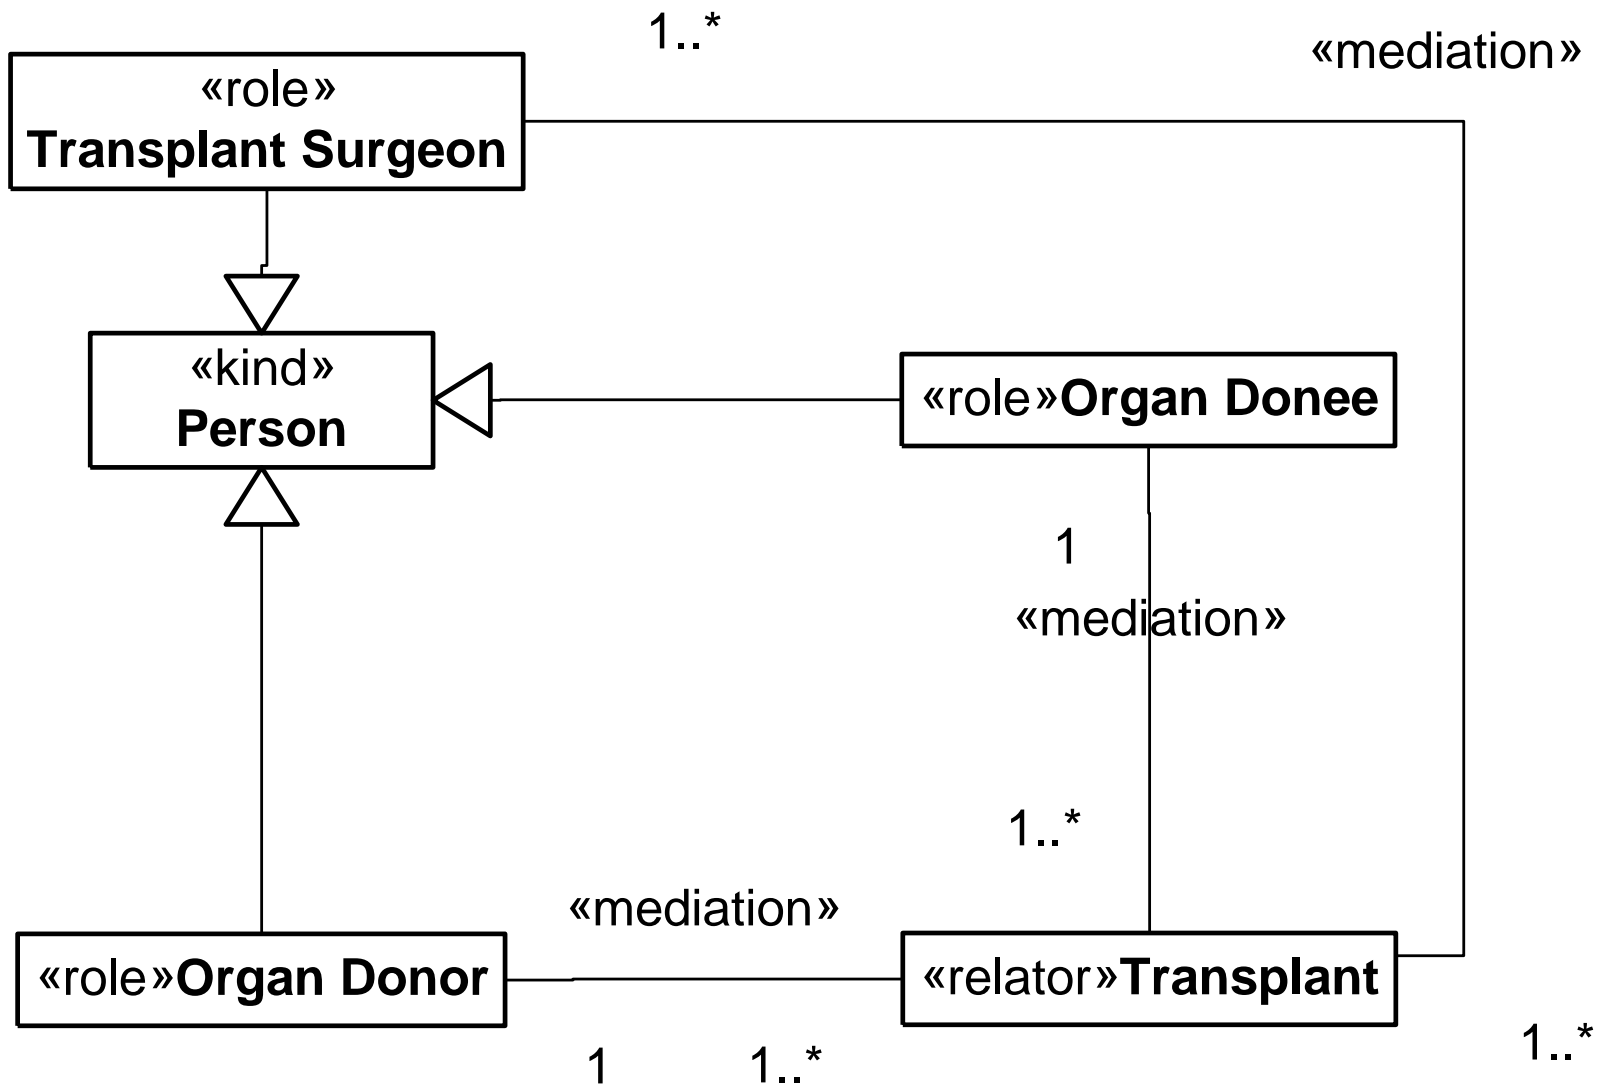 1..*
«mediation»
«role»
Transplant Surgeon
«kind»
Person
«role»Organ Donee
1
«mediation»
1..*
«mediation»
«role»Organ Donor
«relator»Transplant
1
1..*
1..*